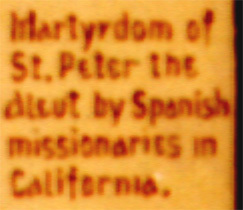 Martyrdom of
St. Peter the
Aleut by Spanish
missionaries in
California.